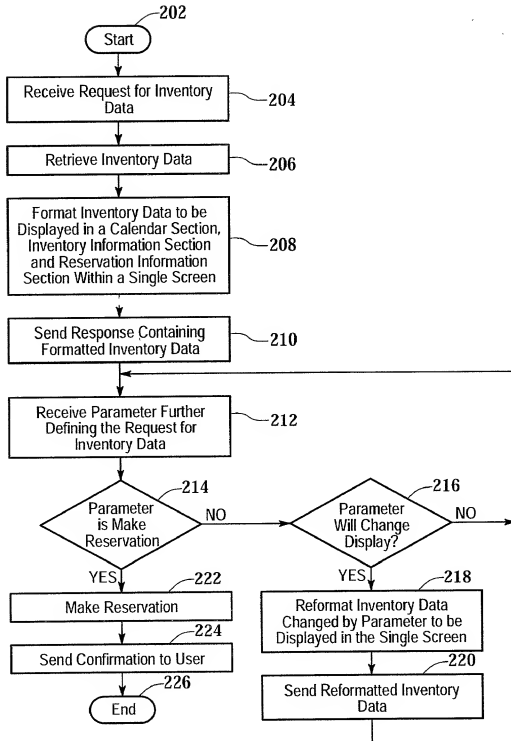 202
Start
Receive Request for Inventory
Data
204
Retrieve Inventory Data
206
Format Inventory Data to be
Displayed in a Calendar Section,
Inventory Information Section
and Reservation Information
Section Within a Single Screen
208
Send Response Containing
Formatted Inventory Data
210
Receive Parameter Further
Defining the Request for
Inventory Data
212
214
Parameter
is Make
Reservation
NO
YES
216
Parameter
Will Change
Display?
NO
YES
222
Make Reservation
224
Send Confirmation to User
226
End
218
Reformat Inventory Data
Changed by Parameter to be
Displayed in the Single Screen
220
Send Reformatted Inventory
Data